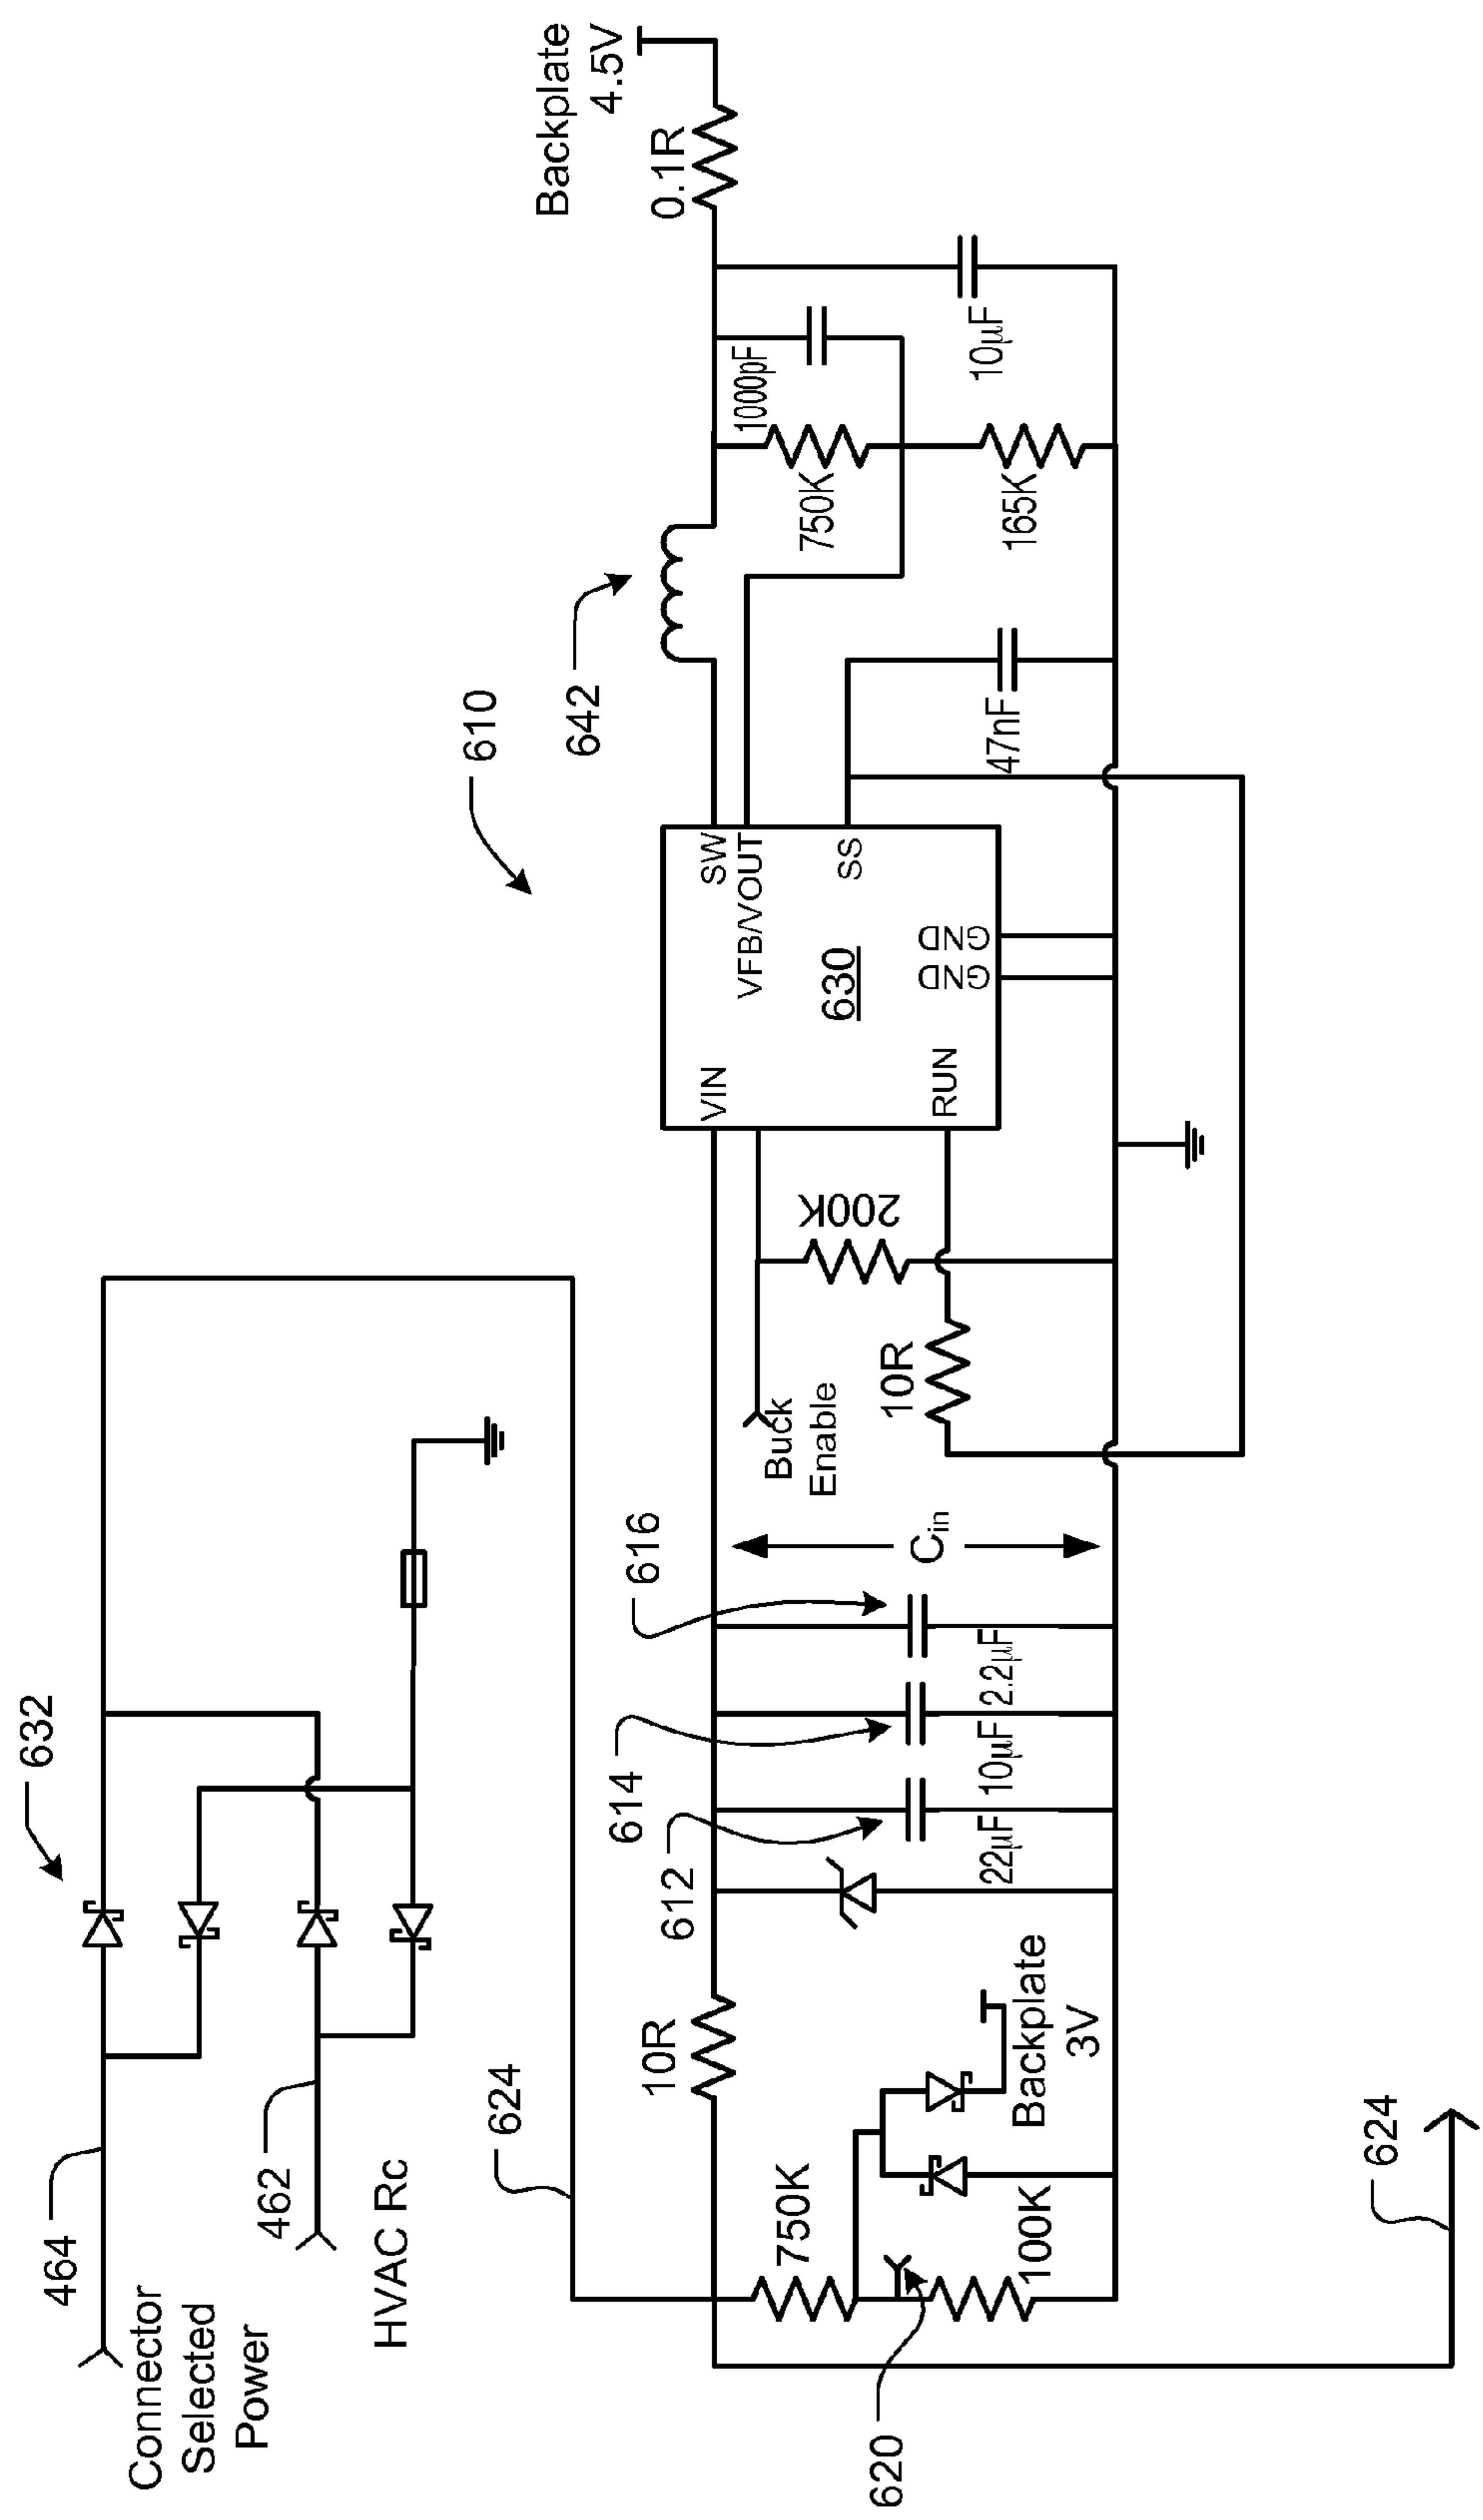 632
464
Connector
Selected
Power
462
HVAC Rc
624
610
642
Backplate
4.5V
0.1R
10R
612
614
616
22µF
10µF
2.2µF
Cin
Buck
Enable
200K
10R
VIN
RUN
630
SW
VFB/VOUT
SS
GND
GND
1000pF
750K
165K
10µF
47nF
750K
100K
Backplate
3V
620
624